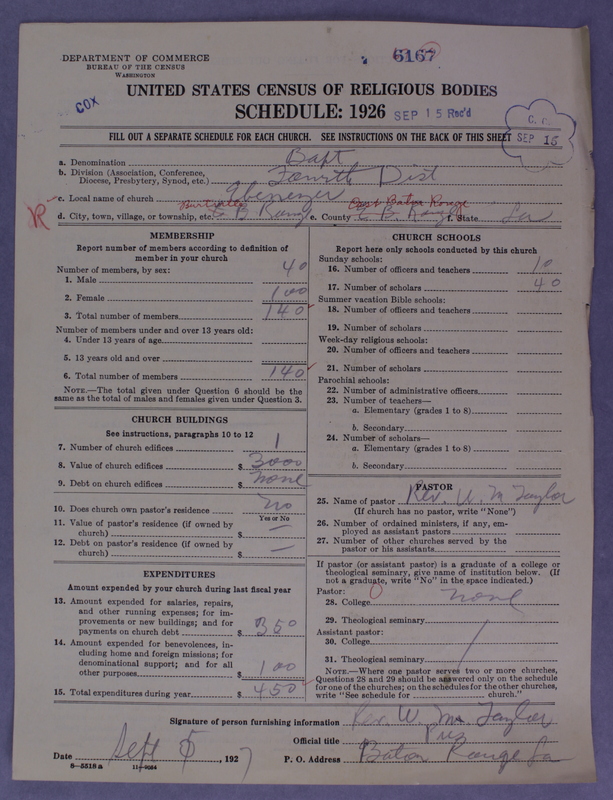 DEPARTMENT OF COMMERCE
BUREAU OF THE CENSUS
WASHINGTON
6167
COX
UNITED STATES CENSUS OF RELIGIOUS BODIES
SCHEDULE: 1926
SEP 15 Rec'd
C. C.
SEP 15
FILL OUT A SEPARATE SCHEDULE FOR EACH CHURCH. SEE INSTRUCTIONS ON THE BACK OF THIS SHEET
a. Denomination Bapt
b. Division (Association, Conference, Diocese, Presbytery, Synod, etc.) Fourth Dist
c. Local name of church Ebenezer
East Baton Rouge
d. City, town, village, or township, etc. E B Rouge e. County E. B. Rouge f. State La
MEMBERSHIP
Report number of members according to definition of member in your church
Number of members, by sex:
1. Male 40
2. Female 100
3. Total number of members 140
Number of members under and over 13 years old:
4. Under 13 years of age
5. 13 years old and over
6. Total number of members 140
NOTE.—The total given under Question 6 should be the same as the total of males and females given under Question 3.
CHURCH BUILDINGS
See instructions, paragraphs 10 to 12
7. Number of church edifices 1
8. Value of church edifices $ 3000
9. Debt on church edifices $ none
10. Does church own pastor's residence no
Yes or No
11. Value of pastor's residence (if owned by church) $ —
12. Debt on pastor's residence (if owned by church) $ —
EXPENDITURES
Amount expended by your church during last fiscal year
13. Amount expended for salaries, repairs, and other running expenses; for improvements or new buildings; and for payments on church debt $ 350
14. Amount expended for benevolences, including home and foreign missions; for denominational support; and for all other purposes $ 100
15. Total expenditures during year $ 450
CHURCH SCHOOLS
Report here only schools conducted by this church
Sunday schools:
16. Number of officers and teachers 10
17. Number of scholars 40
Summer vacation Bible schools:
18. Number of officers and teachers
19. Number of scholars
Week-day religious schools:
20. Number of officers and teachers
21. Number of scholars
Parochial schools:
22. Number of administrative officers
23. Number of teachers—
a. Elementary (grades 1 to 8)
b. Secondary
24. Number of scholars—
a. Elementary (grades 1 to 8)
b. Secondary
PASTOR
25. Name of pastor Rev. W. M Taylor
(If church has no pastor, write "None")
26. Number of ordained ministers, if any, employed as assistant pastors
27. Number of other churches served by the pastor or his assistants
If pastor (or assistant pastor) is a graduate of a college or theological seminary, give name of institution below. (If not a graduate, write "No" in the space indicated.)
Pastor:
28. College none
29. Theological seminary
Assistant pastor:
30. College
31. Theological seminary
NOTE.—Where one pastor serves two or more churches, Questions 28 and 29 should be answered only on the schedule for one of the churches; on the schedules for the other churches, write "See schedule for church."
Signature of person furnishing information Rev. W. M. Taylor
Official title Prez
Date Sept 5, 1927 P. O. Address Baton Rouge La
8—5518 a 11—9654